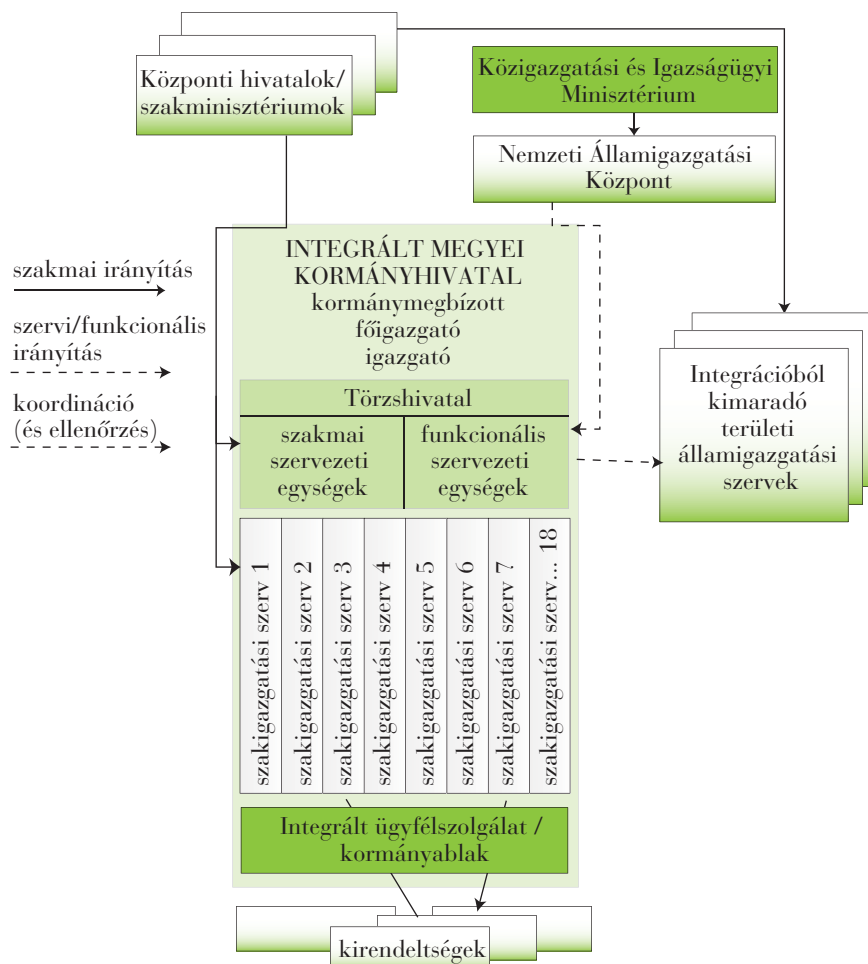 Központi hivatalok/
szakminisztériumok
Közigazgatási és Igazságügyi
Minisztérium
Nemzeti Államigazgatási
Központ
szakmai irányítás
szervi/funkcionális
irányítás
koordináció
(és ellenőrzés)
INTEGRÁLT MEGYEI
KORMÁNYHIVATAL
kormánymegbízott
főigazgató
igazgató
Törzshivatal
szakmai
szervezeti
egységek
funkcionális
szervezeti
egységek
Integrációból
kimaradó
területi
államigazgatási
szervek
szakigazgatási szerv 1
szakigazgatási szerv 2
szakigazgatási szerv 3
szakigazgatási szerv 4
szakigazgatási szerv 5
szakigazgatási szerv 6
szakigazgatási szerv 7
szakigazgatási szerv... 18
Integrált ügyfélszolgálat /
kormányablak
kirendeltségek